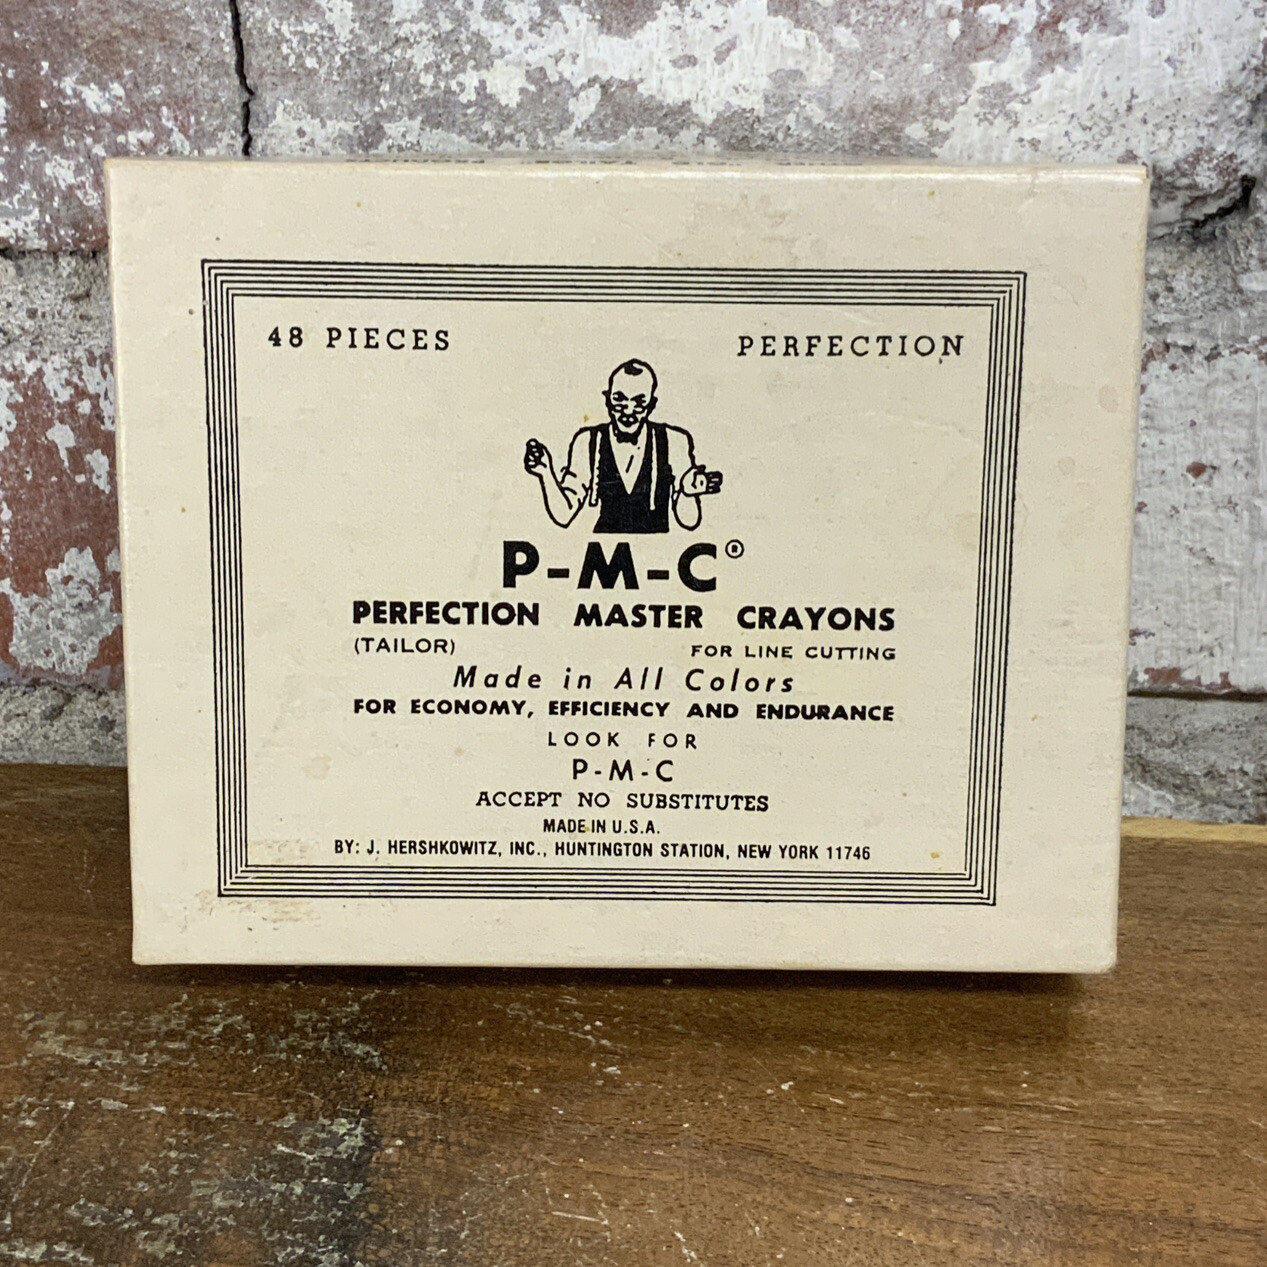 48 PIECES PERFECTION
P-M-C®
PERFECTION MASTER CRAYONS
(TAILOR) FOR LINE CUTTING
Made in All Colors
FOR ECONOMY, EFFICIENCY AND ENDURANCE
LOOK FOR
P-M-C
ACCEPT NO SUBSTITUTES
MADE IN U.S.A.
BY: J. HERSHKOWITZ, INC., HUNTINGTON STATION, NEW YORK 11746